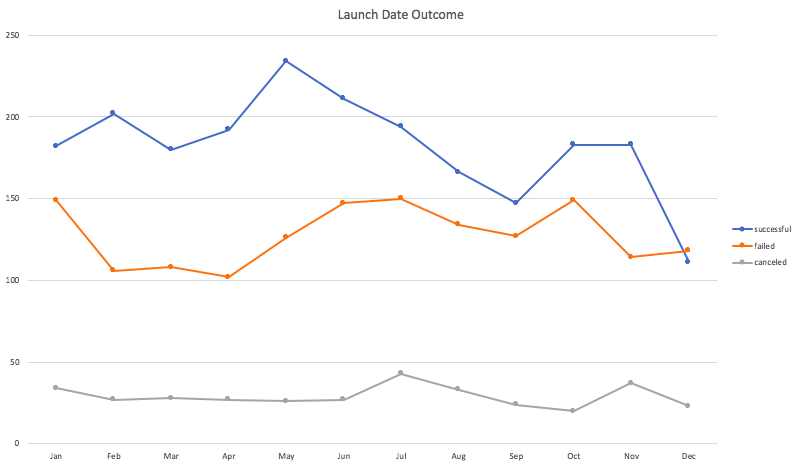 Launch Date Outcome
250
200
150
100
50
0
Jan Feb Mar Apr May Jun Jul Aug Sep Oct Nov Dec
successful
failed
canceled